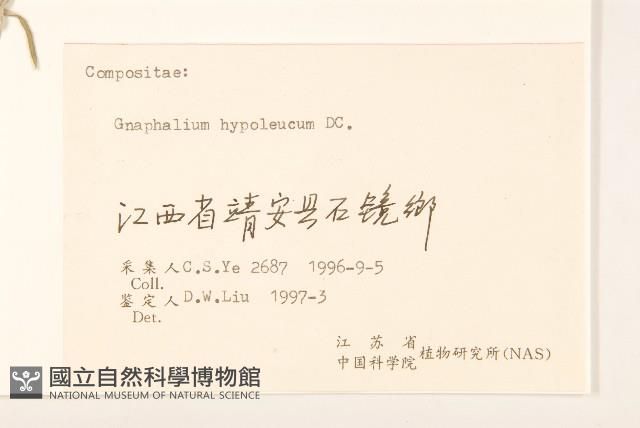 Compositae:
Gnaphalium hypoleucum DC.
江西省靖安县石镜鄉
采集人C.S.Ye 2687 1996-9-5
Coll.
鉴定人D.W.Liu 1997-3
Det.
江苏省
中国科学院 植物研究所(NAS)
國立自然科學博物館
NATIONAL MUSEUM OF NATURAL SCIENCE